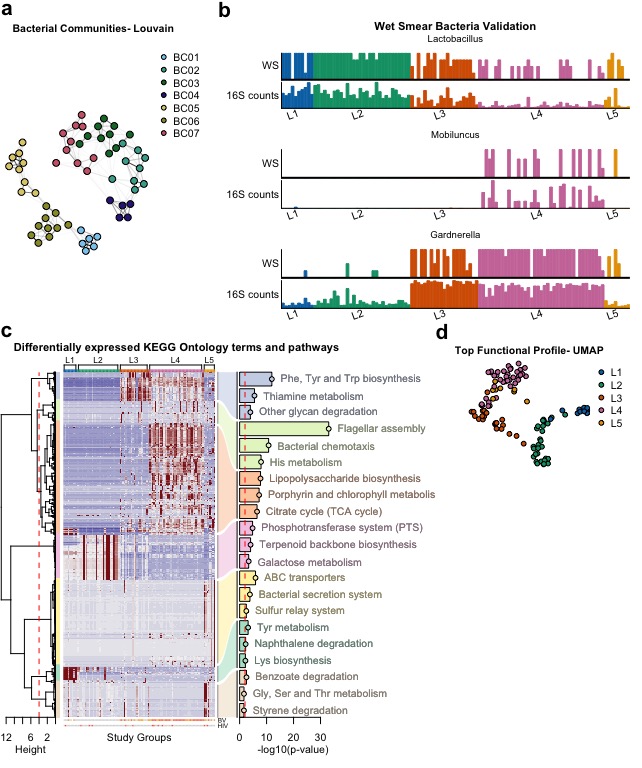 a
Bacterial Communities- Louvain
BC01
BC02
BC03
BC04
BC05
BC06
BC07
b
Wet Smear Bacteria Validation
Lactobacillus
WS
16S counts
L1 L2 L3 L4 L5
Mobiluncus
WS
16S counts
L1 L2 L3 L4 L5
Gardnerella
WS
16S counts
L1 L2 L3 L4 L5
c
Differentially expressed KEGG Ontology terms and pathways
L1 L2 L3 L4 L5
Phe, Tyr and Trp biosynthesis
Thiamine metabolism
Other glycan degradation
Flagellar assembly
Bacterial chemotaxis
His metabolism
Lipopolysaccharide biosynthesis
Porphyrin and chlorophyll metabolis
Citrate cycle (TCA cycle)
Phosphotransferase system (PTS)
Terpenoid backbone biosynthesis
Galactose metabolism
ABC transporters
Bacterial secretion system
Sulfur relay system
Tyr metabolism
Naphthalene degradation
Lys biosynthesis
Benzoate degradation
Gly, Ser and Thr metabolism
Styrene degradation
BV
HIV
12 6 2
Height
Study Groups
0 10 20 30
-log10(p-value)
d
Top Functional Profile- UMAP
L1
L2
L3
L4
L5